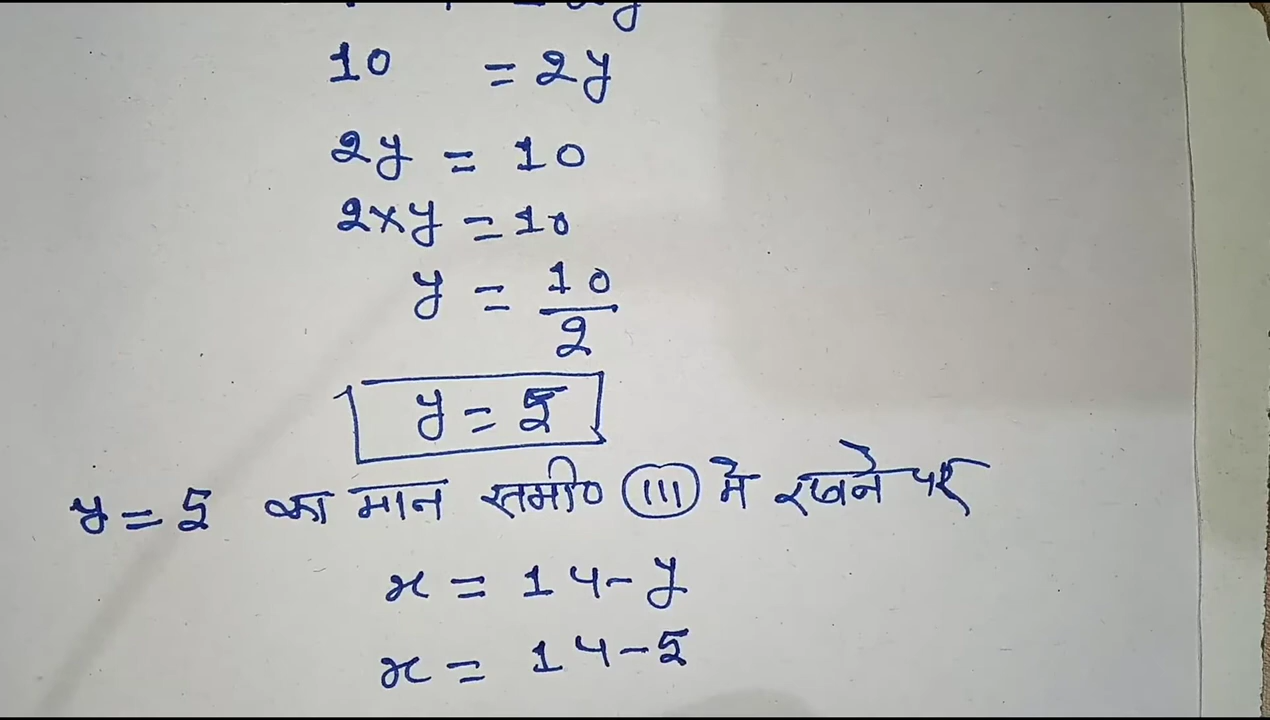 10 = 2y
2y = 10
2×y = 10
y = 10/2
y = 5
y = 5 का मान समी० (III) मे रखने पर
x = 14-y
x = 14-5